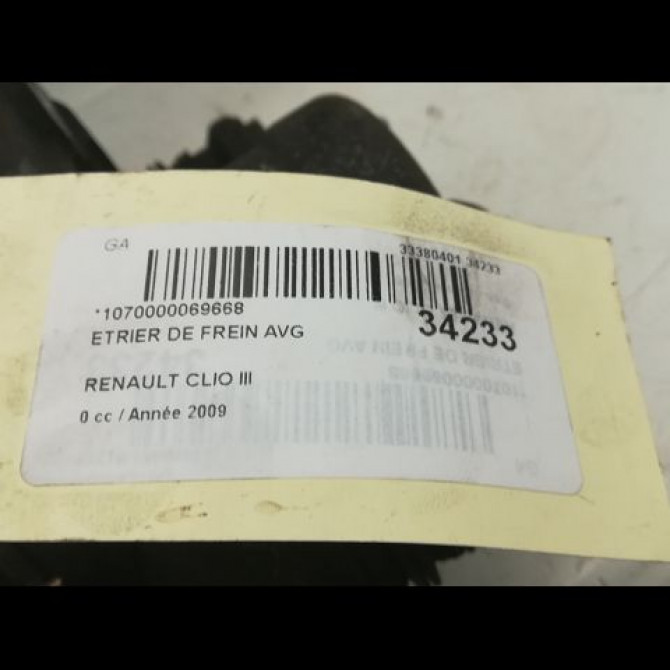 GA
33380401 34233
*1070000069668
34233
ETRIER DE FREIN AVG
RENAULT CLIO III
0 cc / Année 2009